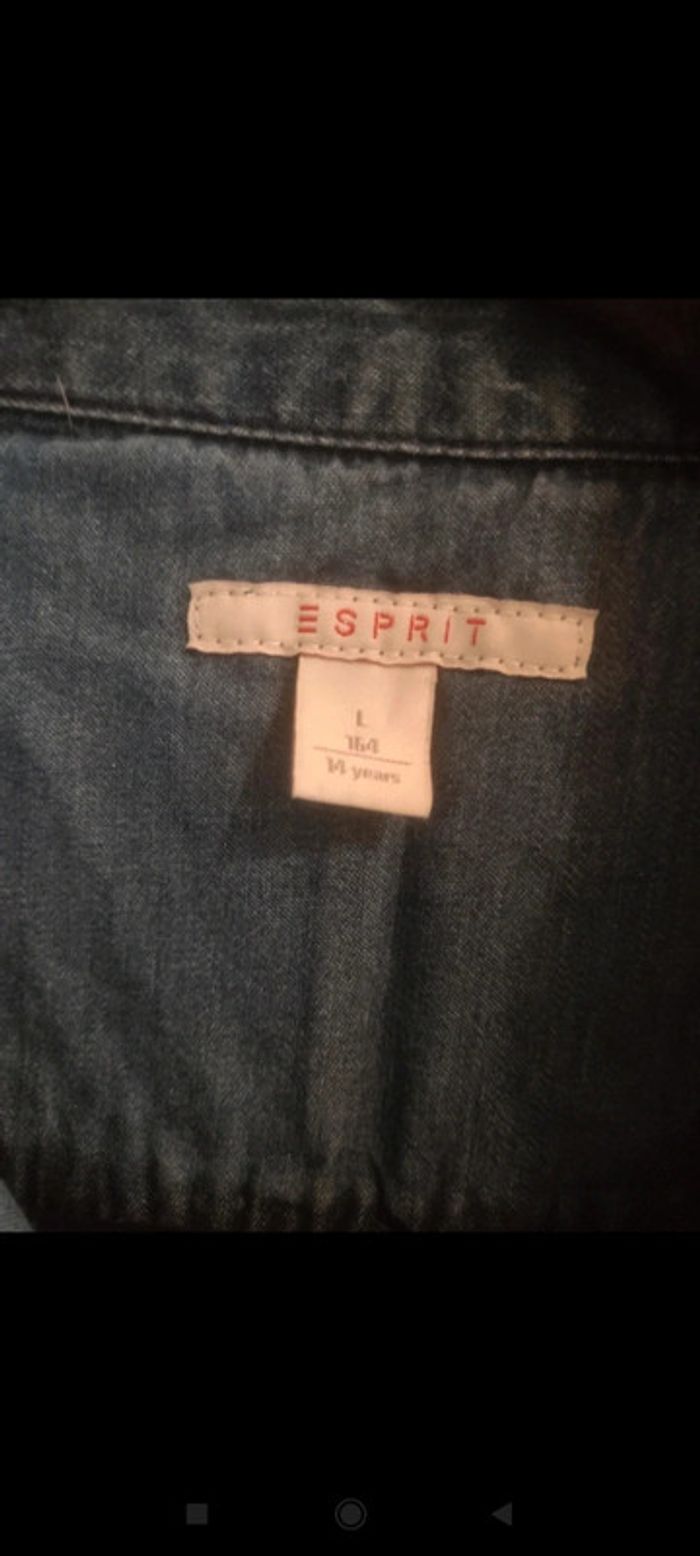 ESPRIT
L
164
14 years